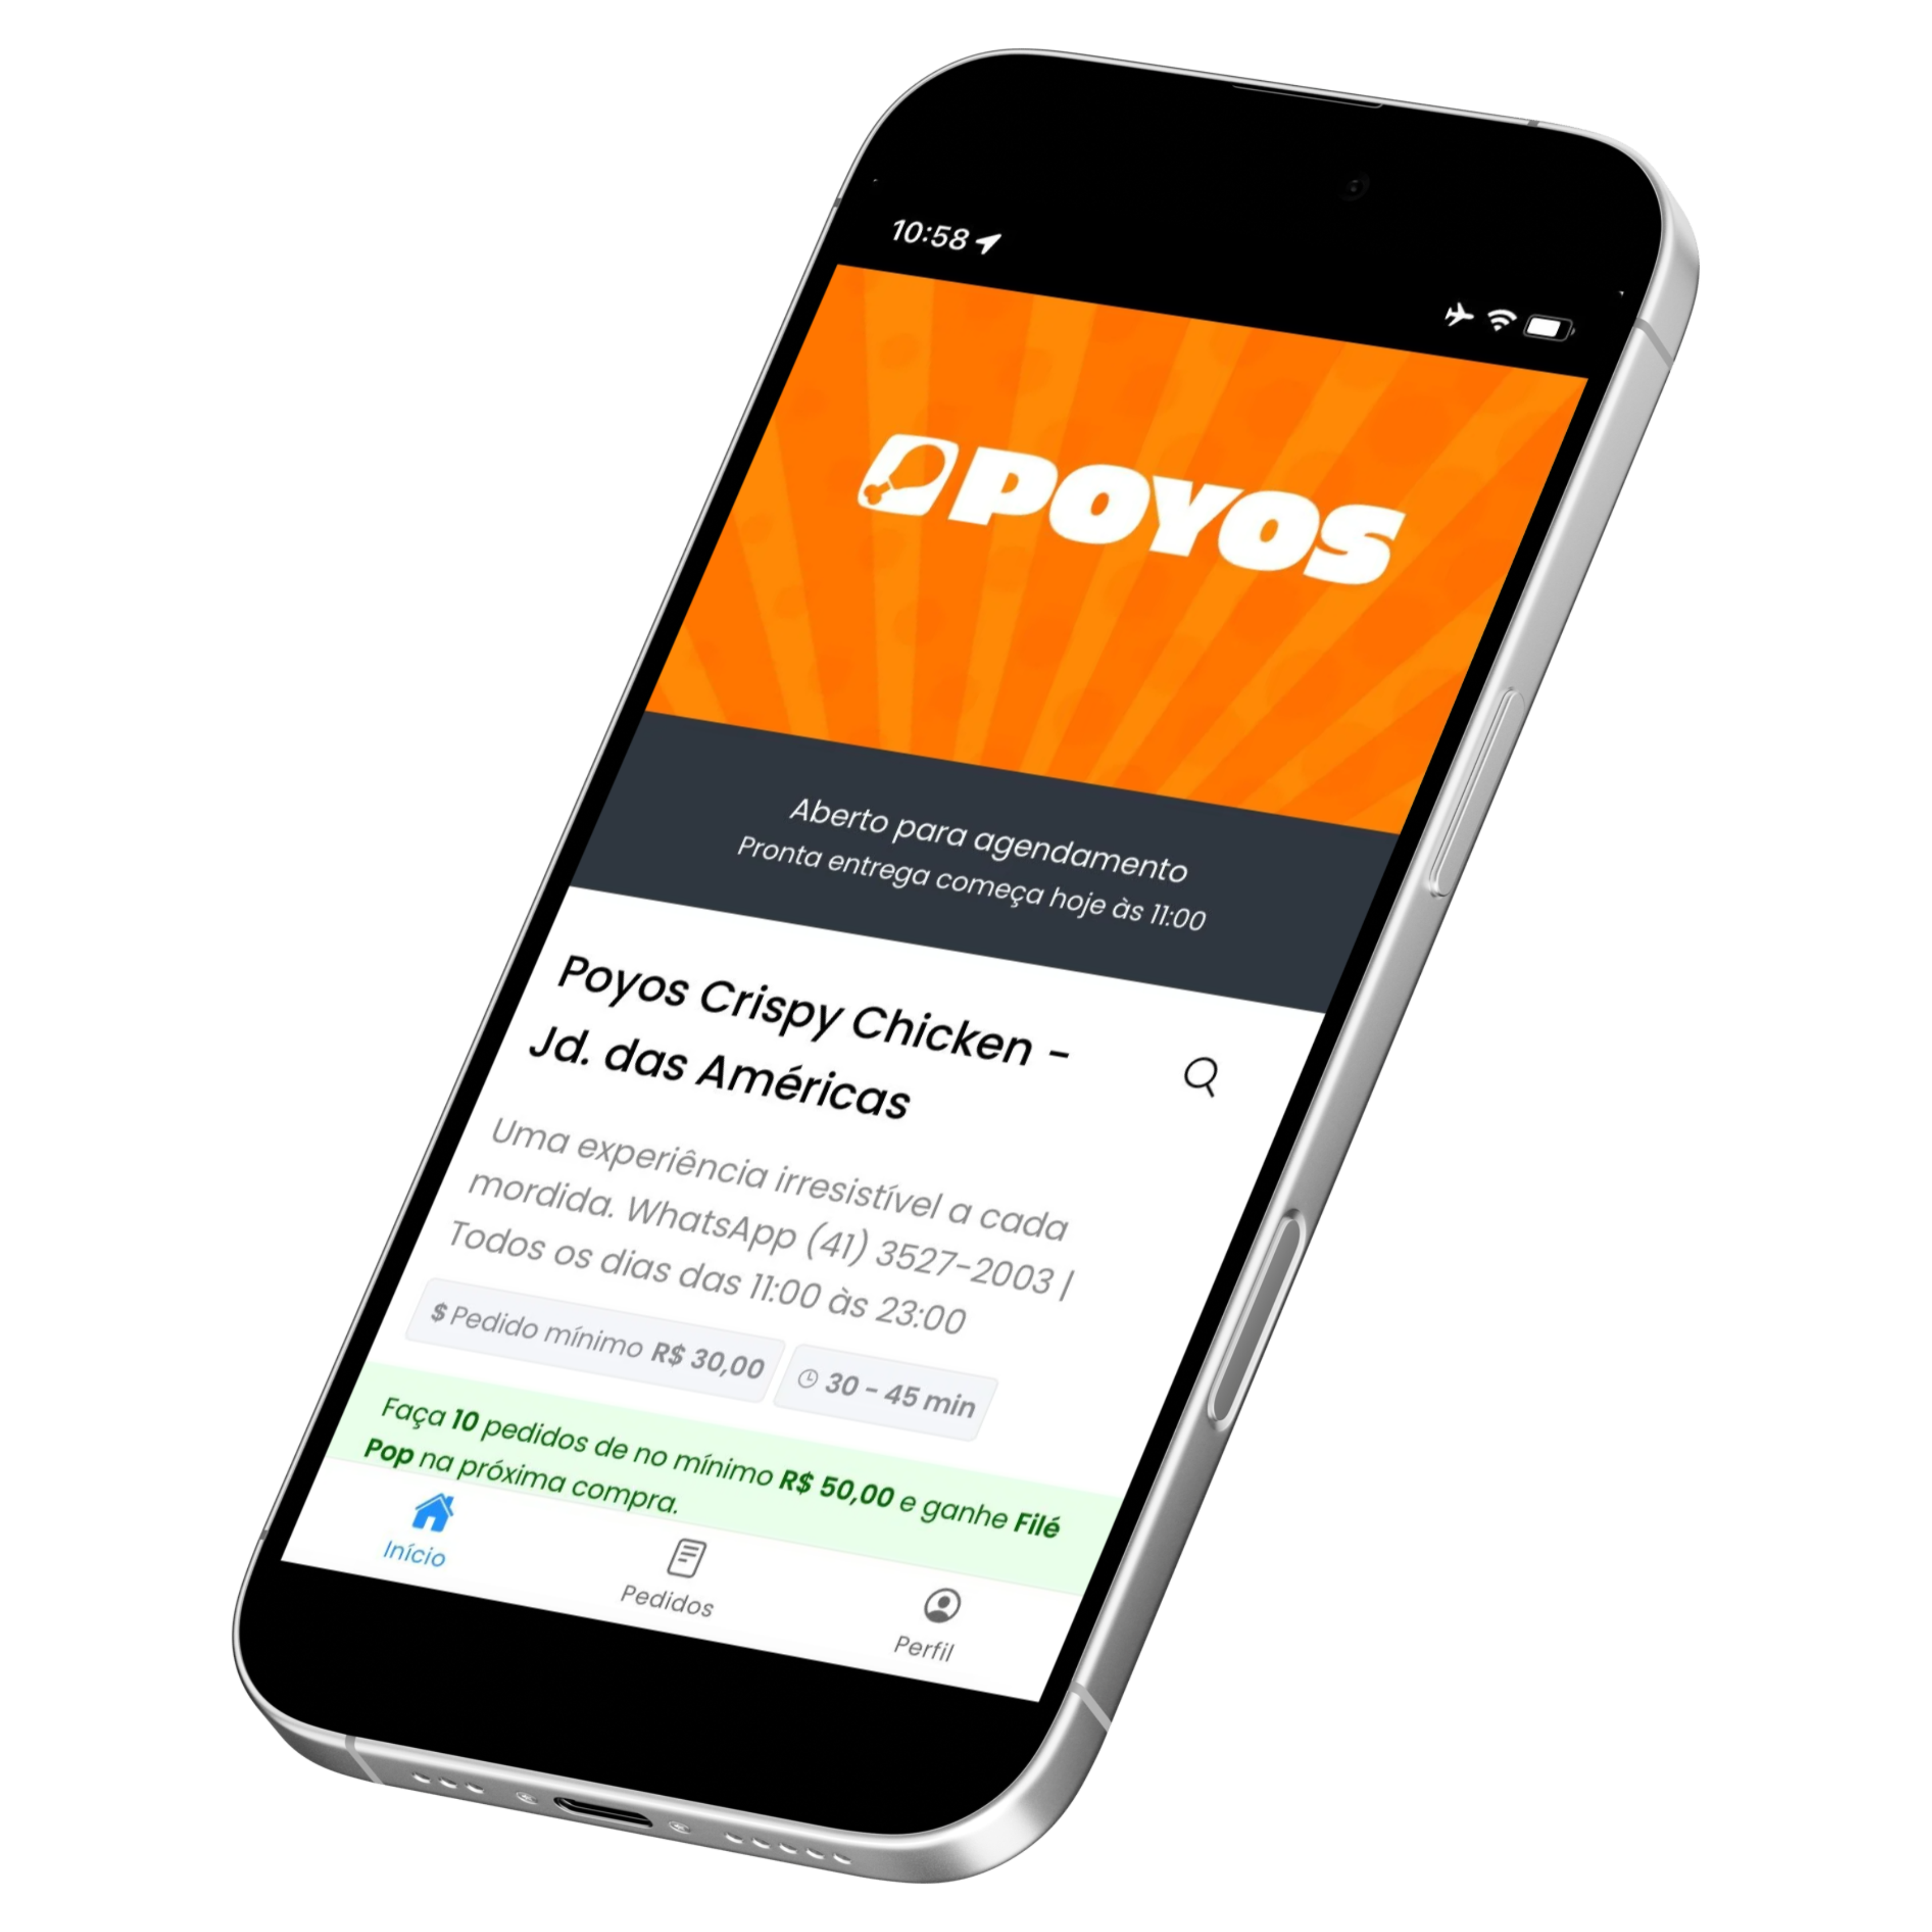 10:58
POYOS
Aberto para agendamento
Pronta entrega começa hoje às 11:00
Poyos Crispy Chicken -
Jd. das Américas
Uma experiência irresistível a cada
mordida. WhatsApp (41) 3527-2003 |
Todos os dias das 11:00 às 23:00
$ Pedido mínimo R$ 30,00
30 - 45 min
Faça 10 pedidos de no mínimo R$ 50,00 e ganhe Filé
Pop na próxima compra.
Início
Pedidos
Perfil